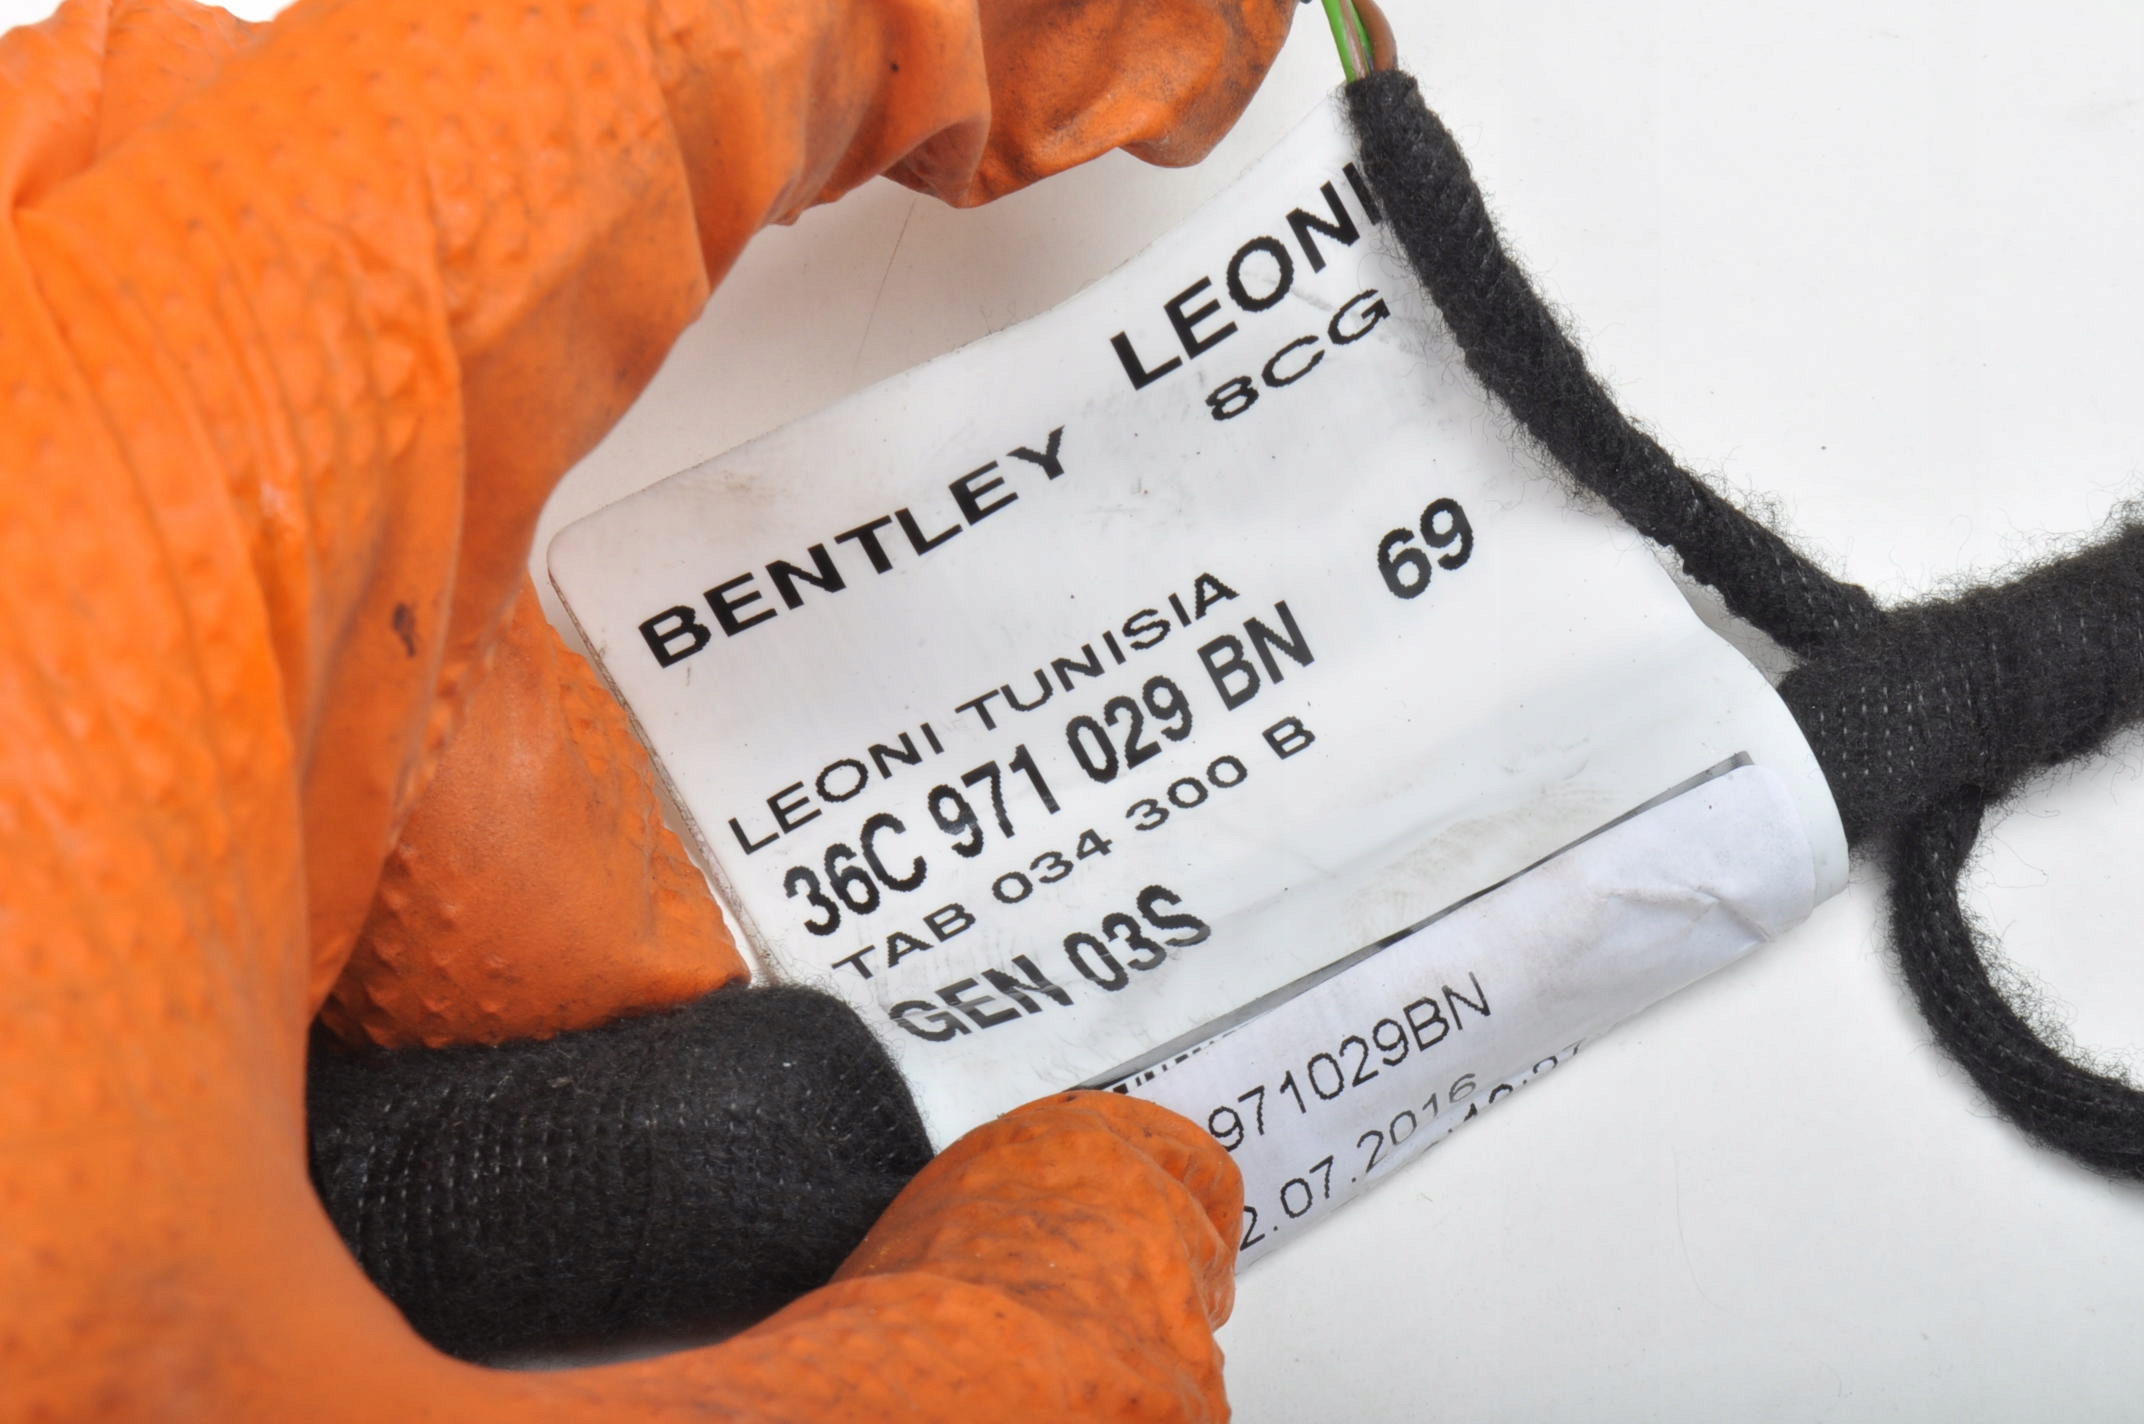 BENTLEY LEONI
8CG
69
LEONI TUNISIA
36C 971 029 BN
TAB 034 300 B
GEN 03S
971029BN
2.07.2016